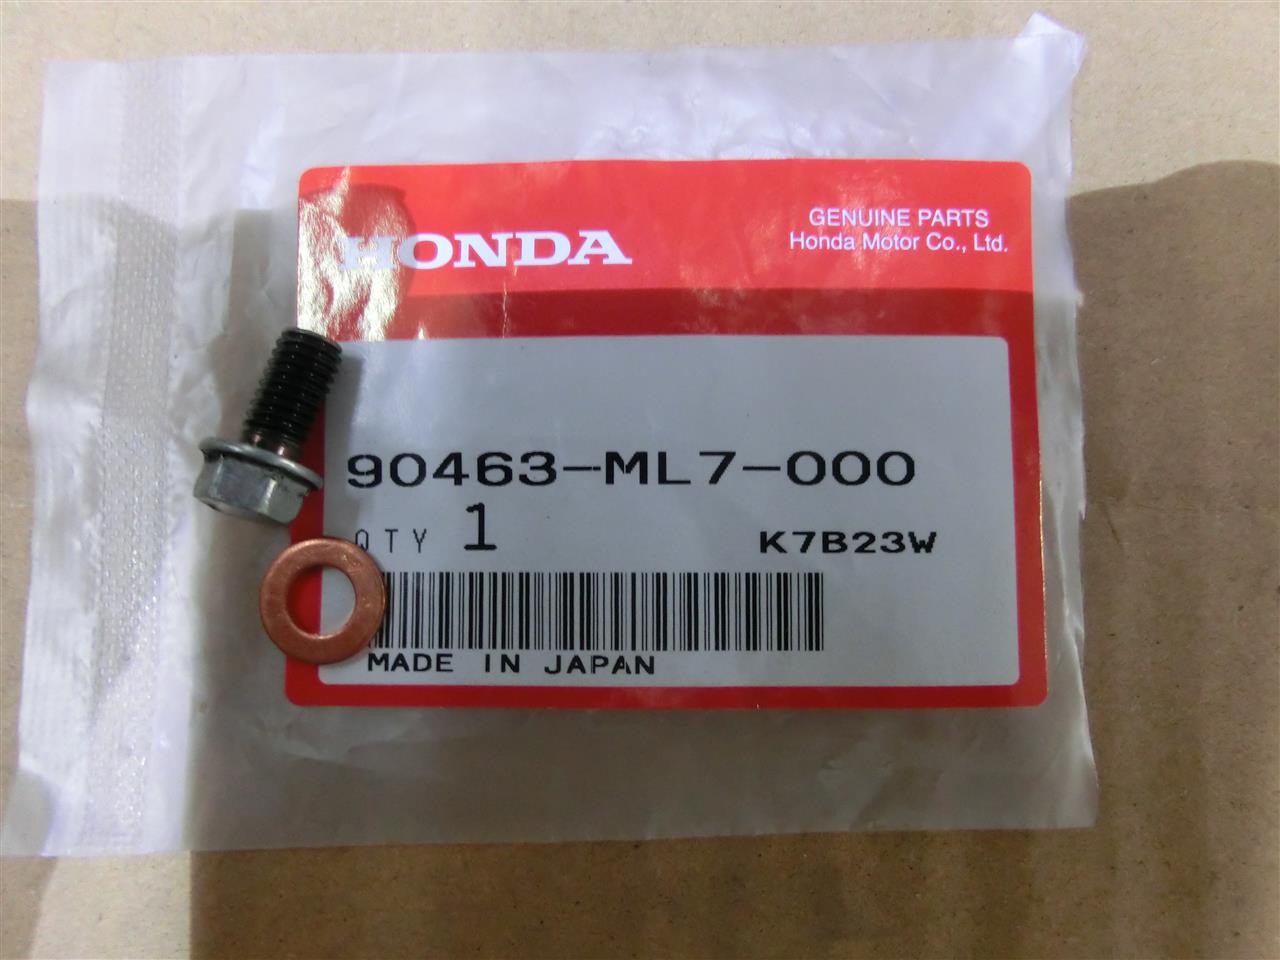 HONDA
GENUINE PARTS
Honda Motor Co., Ltd.
90463-ML7-000
QTY 1
K7B23W
MADE IN JAPAN